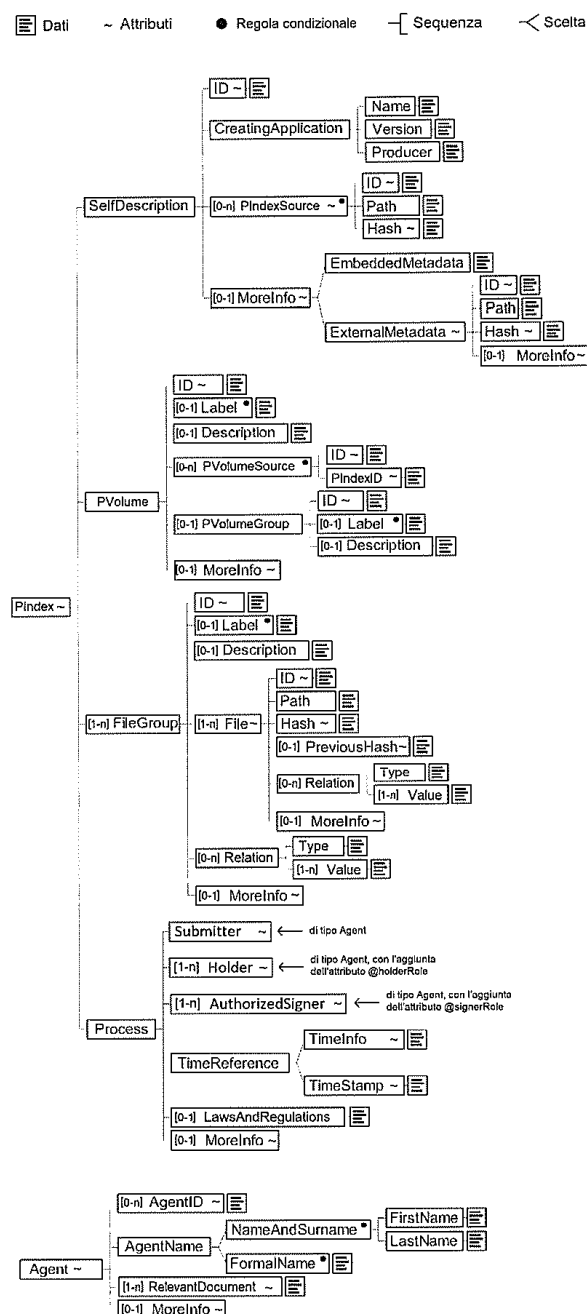 Dati ~ Attributi ● Regola condizionale Sequenza Scelta
ID ~
Name
CreatingApplication
Version
Producer
ID ~
SelfDescription
[0-n] PIndexSource ~ ●
Path
Hash ~
EmbeddedMetadata
ID ~
[0-1] MoreInfo ~
Path
ExternalMetadata ~
Hash ~
[0-1] MoreInfo ~
ID ~
[0-1] Label ●
[0-1] Description
ID ~
[0-n] PVolumeSource ●
PIndexID ~
PVolume
ID ~
[0-1] PVolumeGroup
[0-1] Label ●
[0-1] Description
[0-1] MoreInfo ~
PIndex ~
ID ~
[0-1] Label ●
[0-1] Description
ID ~
Path
[1-n] FileGroup
[1-n] File ~
Hash ~
[0-1] PreviousHash ~
Type
[0-n] Relation
[1-n] Value
[0-1] MoreInfo ~
Type
[0-n] Relation
[1-n] Value
[0-1] MoreInfo ~
Submitter ~ di tipo Agent
[1-n] Holder ~ di tipo Agent, con l'aggiunta
dell'attributo @holderRole
[1-n] AuthorizedSigner ~ di tipo Agent, con l'aggiunta
dell'attributo @signerRole
Process
TimeInfo ~
TimeReference
TimeStamp ~
[0-1] LawsAndRegulations
[0-1] MoreInfo ~
[0-n] AgentID ~
FirstName
NameAndSurname ●
LastName
AgentName
FormalName ●
Agent ~
[1-n] RelevantDocument ~
[0-1] MoreInfo ~